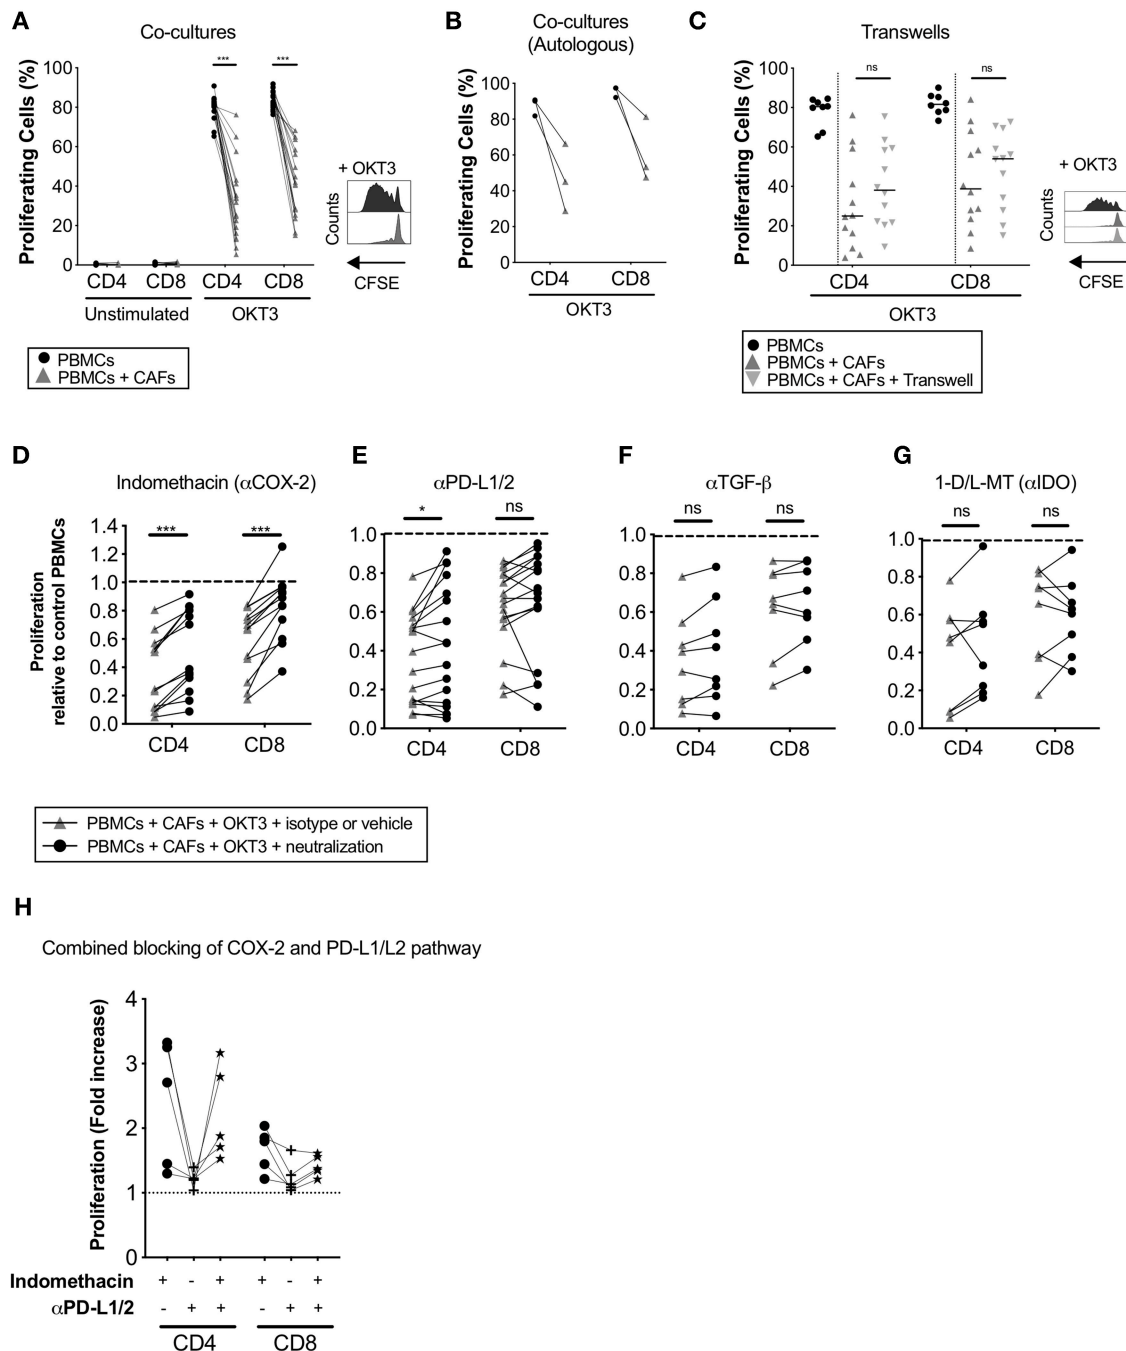 A
Co-cultures
Proliferating Cells (%)
100
80
60
40
20
0
***
***
CD4
CD8
CD4
CD8
Unstimulated
OKT3
+ OKT3
Counts
CFSE
PBMCs
PBMCs + CAFs
B
Co-cultures
(Autologous)
Proliferating Cells (%)
100
80
60
40
20
0
CD4
CD8
OKT3
C
Transwells
Proliferating Cells (%)
100
80
60
40
20
0
ns
ns
CD4
CD8
OKT3
+ OKT3
Counts
CFSE
PBMCs
PBMCs + CAFs
PBMCs + CAFs + Transwell
D
Indomethacin (αCOX-2)
Proliferation
relative to control PBMCs
1.4
1.2
1.0
0.8
0.6
0.4
0.2
0.0
***
***
CD4
CD8
E
αPD-L1/2
1.0
0.8
0.6
0.4
0.2
0.0
*
ns
CD4
CD8
F
αTGF-β
1.0
0.8
0.6
0.4
0.2
0.0
ns
ns
CD4
CD8
G
1-D/L-MT (αIDO)
1.0
0.8
0.6
0.4
0.2
0.0
ns
ns
CD4
CD8
PBMCs + CAFs + OKT3 + isotype or vehicle
PBMCs + CAFs + OKT3 + neutralization
H
Combined blocking of COX-2 and PD-L1/L2 pathway
Proliferation (Fold increase)
4
3
2
1
0
Indomethacin + - + + - +
αPD-L1/2 - + + - + +
CD4
CD8